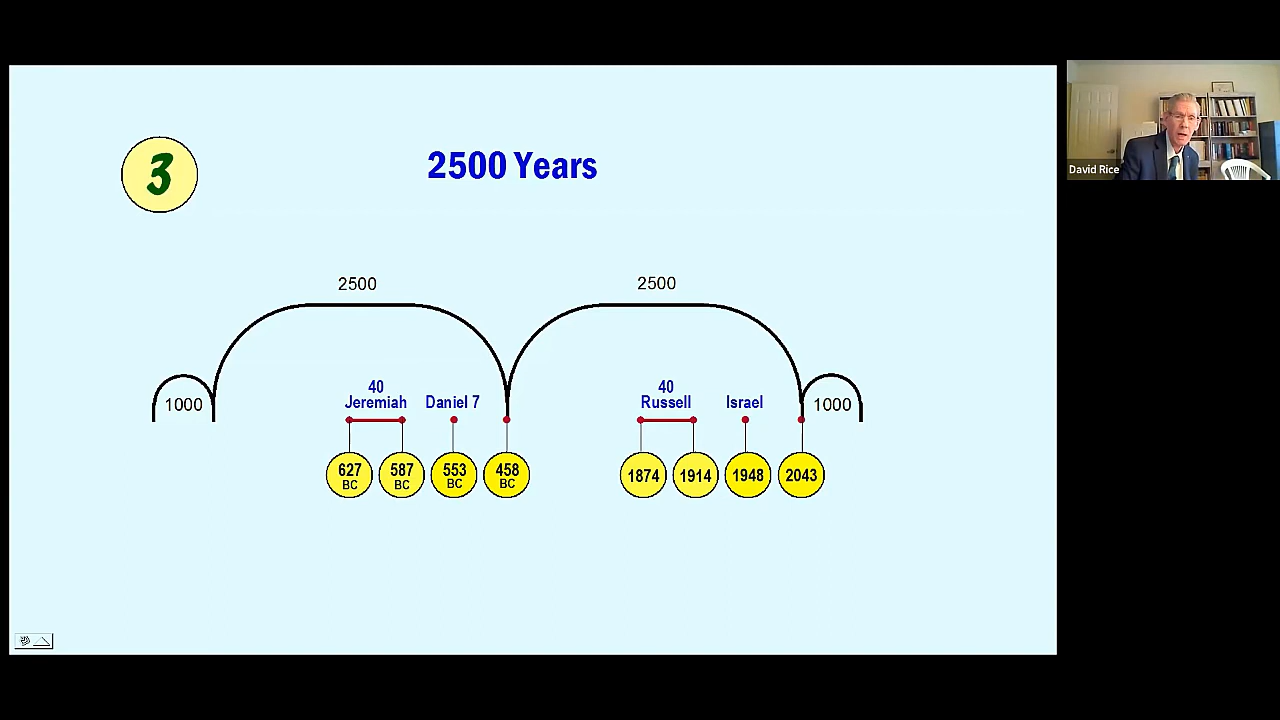 3
2500 Years
2500
2500
1000
40
Jeremiah
Daniel 7
40
Russell
Israel
1000
627
BC
587
BC
553
BC
458
BC
1874
1914
1948
2043
David Rice